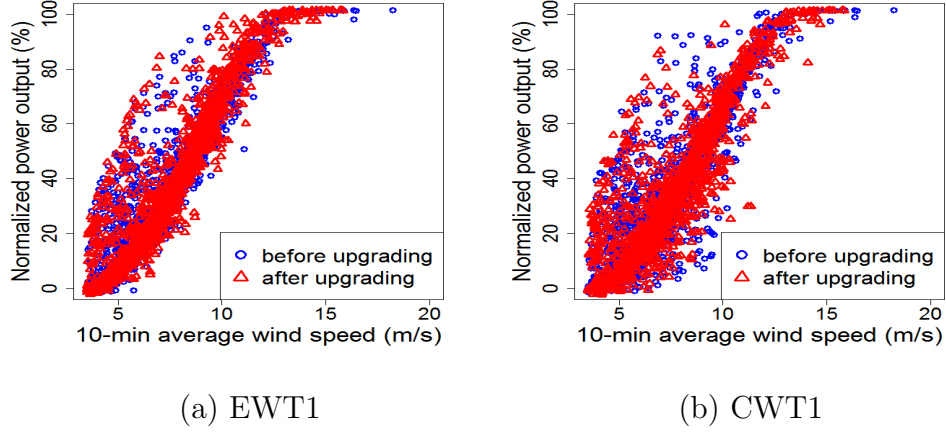 Normalized power output (%)
100
80
60
40
20
0
before upgrading
after upgrading
5
10
15
20
10-min average wind speed (m/s)
(a) EWT1
Normalized power output (%)
100
80
60
40
20
0
before upgrading
after upgrading
5
10
15
20
10-min average wind speed (m/s)
(b) CWT1